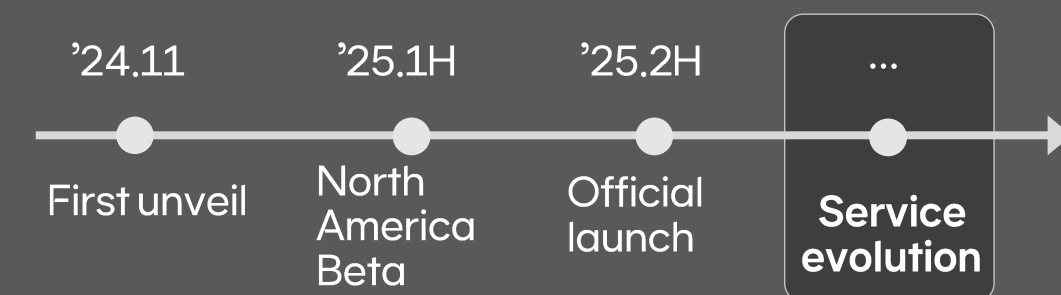 ’24.11
’25.1H
’25.2H
...
First unveil
North
America
Beta
Official
launch
Service
evolution